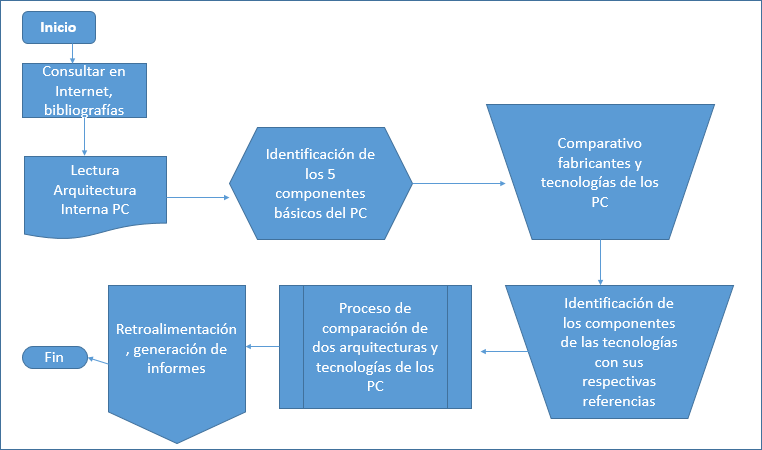 Inicio
Consultar en
Internet,
bibliografías
Lectura
Arquitectura
Interna PC
Identificación de
los 5
componentes
básicos del PC
Comparativo
fabricantes y
tecnologías de los
PC
Identificación de
los componentes
de las tecnologías
con sus
respectivas
referencias
Proceso de
comparación de
dos arquitecturas y
tecnologías de los
PC
Retroalimentación
, generación de
informes
Fin